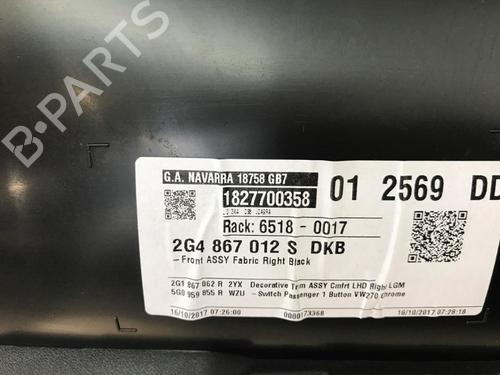 B-PARTS
G.A. NAVARRA 18758 GB7
1827700358
01 2569 DD
Rack: 6518 - 0017
2G4 867 012 S DKB
-Front ASSY Fabric Right Black
2G1 867 062 R 2YX Decorative Trim ASSY Cmfrt LHD Right LGM
5G0 959 855 R WZU -Switch Passenger 1 Button VW270 chrome
16/10/2017 07:26:00 0000173368 16/10/2017 07:28:18